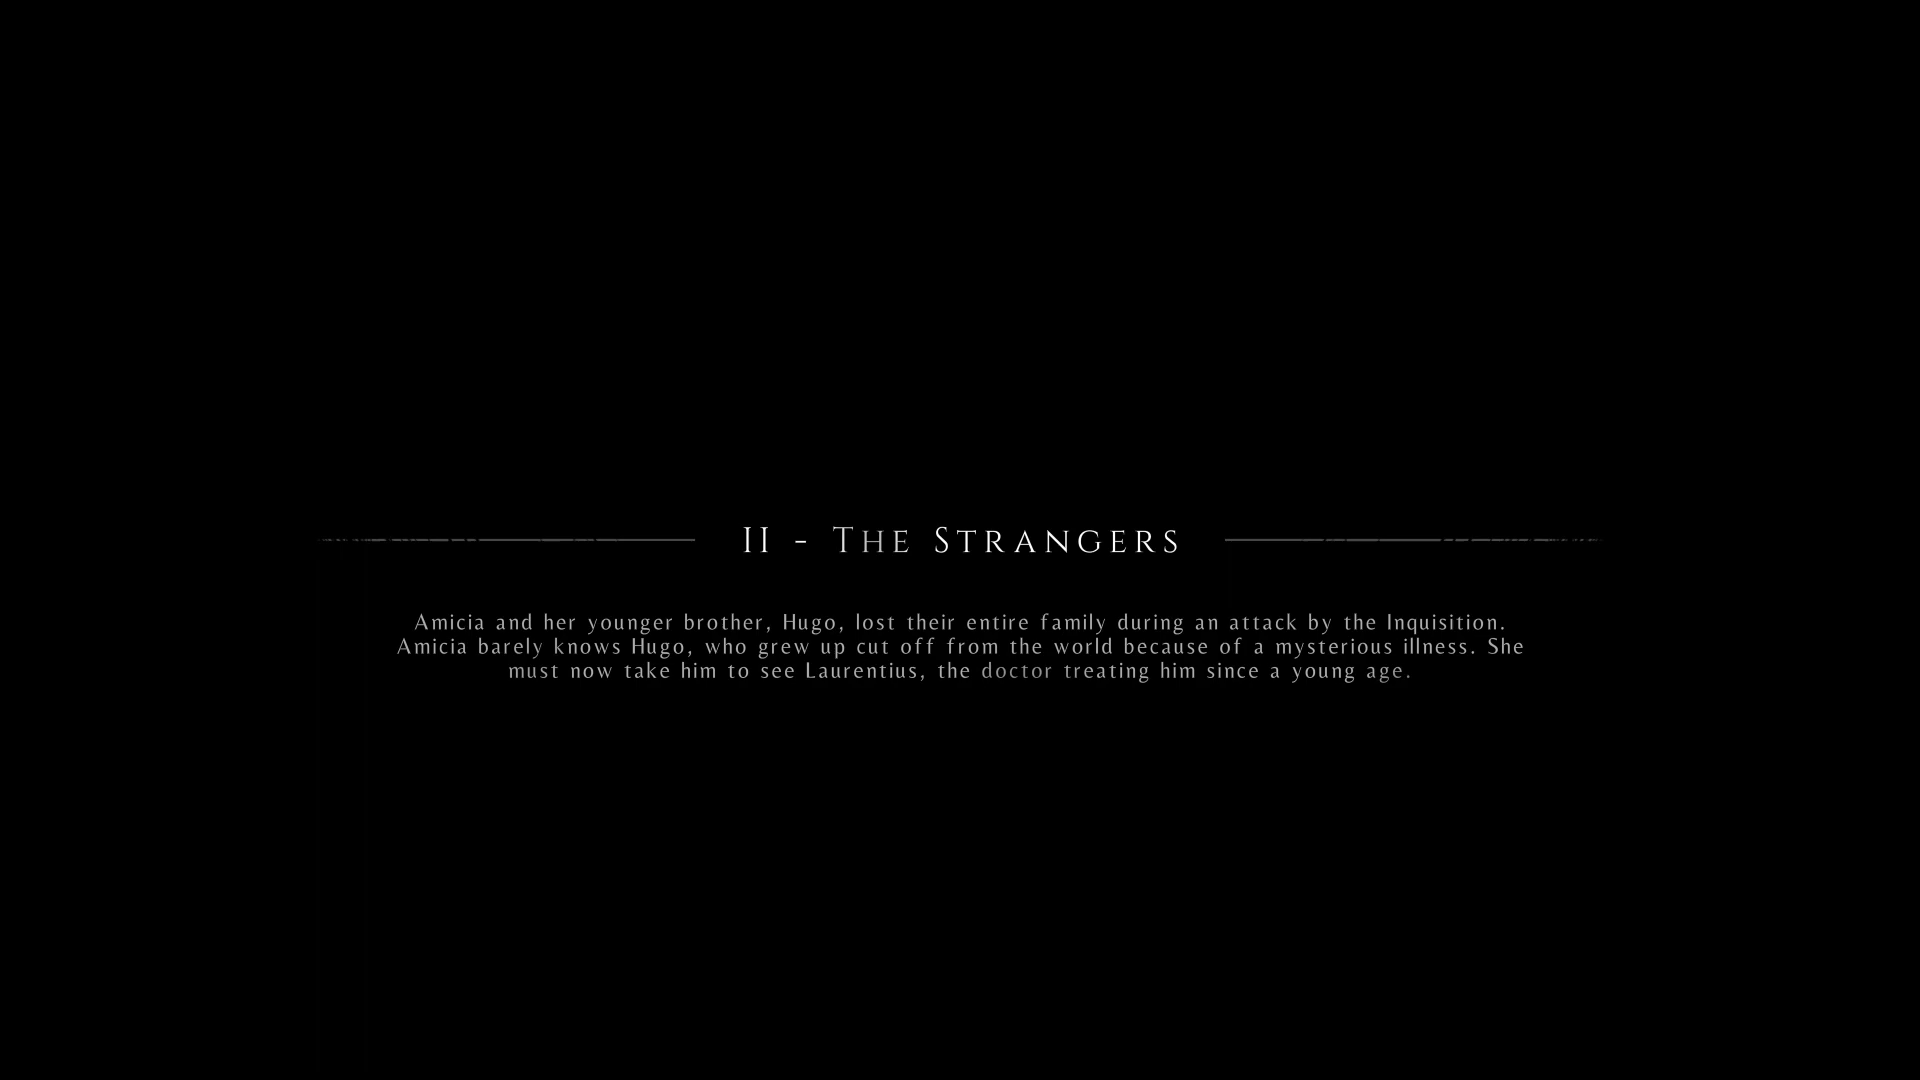 II - The Strangers
Amicia and her younger brother, Hugo, lost their entire family during an attack by the Inquisition.
Amicia barely knows Hugo, who grew up cut off from the world because of a mysterious illness. She
must now take him to see Laurentius, the doctor treating him since a young age.